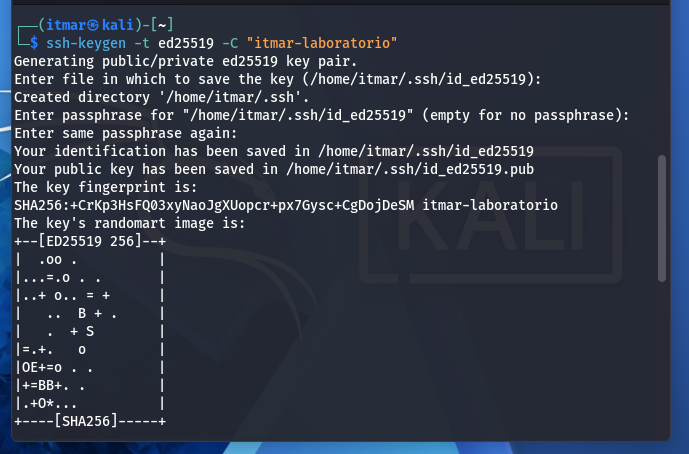 ┌──(itmar㉿kali)-[~]
└─$ ssh-keygen -t ed25519 -C "itmar-laboratorio"
Generating public/private ed25519 key pair.
Enter file in which to save the key (/home/itmar/.ssh/id_ed25519):
Created directory '/home/itmar/.ssh'.
Enter passphrase for "/home/itmar/.ssh/id_ed25519" (empty for no passphrase):
Enter same passphrase again:
Your identification has been saved in /home/itmar/.ssh/id_ed25519
Your public key has been saved in /home/itmar/.ssh/id_ed25519.pub
The key fingerprint is:
SHA256:+CrKp3HsFQ03xyNaoJgXUopcr+px7Gysc+CgDojDeSM itmar-laboratorio
The key's randomart image is:
+--[ED25519 256]--+
|  .oo .          |
|...=.o . .       |
|..+ o.. = +      |
|   ..  B + .     |
|   .  + S        |
|=.+.   o         |
|OE+=o . .        |
|+=BB+. .         |
|.+O*...          |
+----[SHA256]-----+
KALI